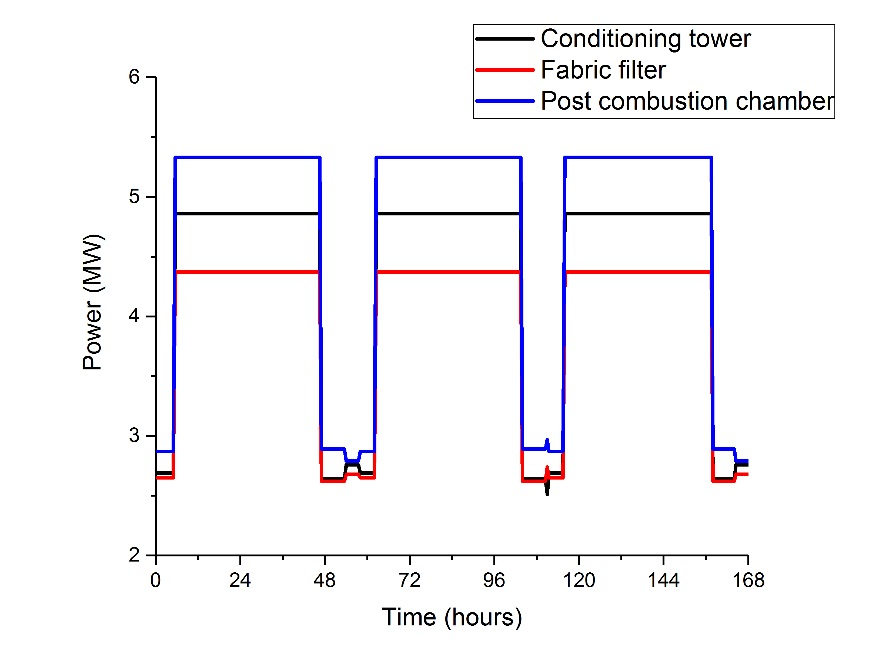 Conditioning tower
Fabric filter
Post combustion chamber
6
5
4
3
2
Power (MW)
0 24 48 72 96 120 144 168
Time (hours)